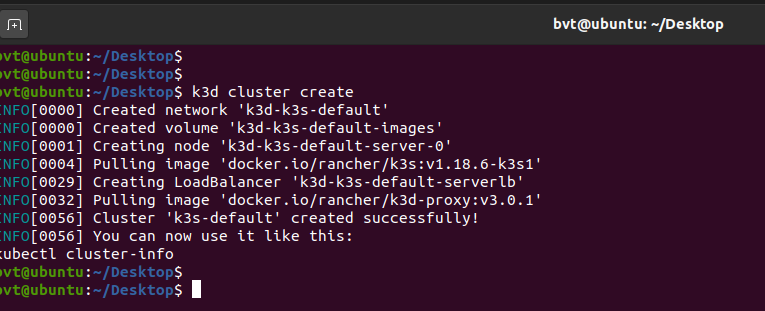 bvt@ubuntu: ~/Desktop
bvt@ubuntu:~/Desktop$
bvt@ubuntu:~/Desktop$
bvt@ubuntu:~/Desktop$ k3d cluster create
INFO[0000] Created network 'k3d-k3s-default'
INFO[0000] Created volume 'k3d-k3s-default-images'
INFO[0001] Creating node 'k3d-k3s-default-server-0'
INFO[0004] Pulling image 'docker.io/rancher/k3s:v1.18.6-k3s1'
INFO[0029] Creating LoadBalancer 'k3d-k3s-default-serverlb'
INFO[0032] Pulling image 'docker.io/rancher/k3d-proxy:v3.0.1'
INFO[0056] Cluster 'k3s-default' created successfully!
INFO[0056] You can now use it like this:
kubectl cluster-info
bvt@ubuntu:~/Desktop$
bvt@ubuntu:~/Desktop$